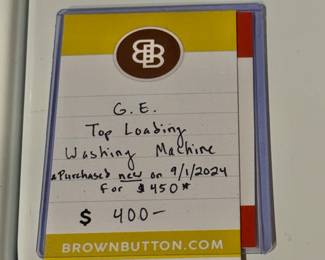 G.E.
Top Loading
Washing Machine
*Purchased new on 9/1/2024
for $450*
$ 400-
BROWNBUTTON.COM